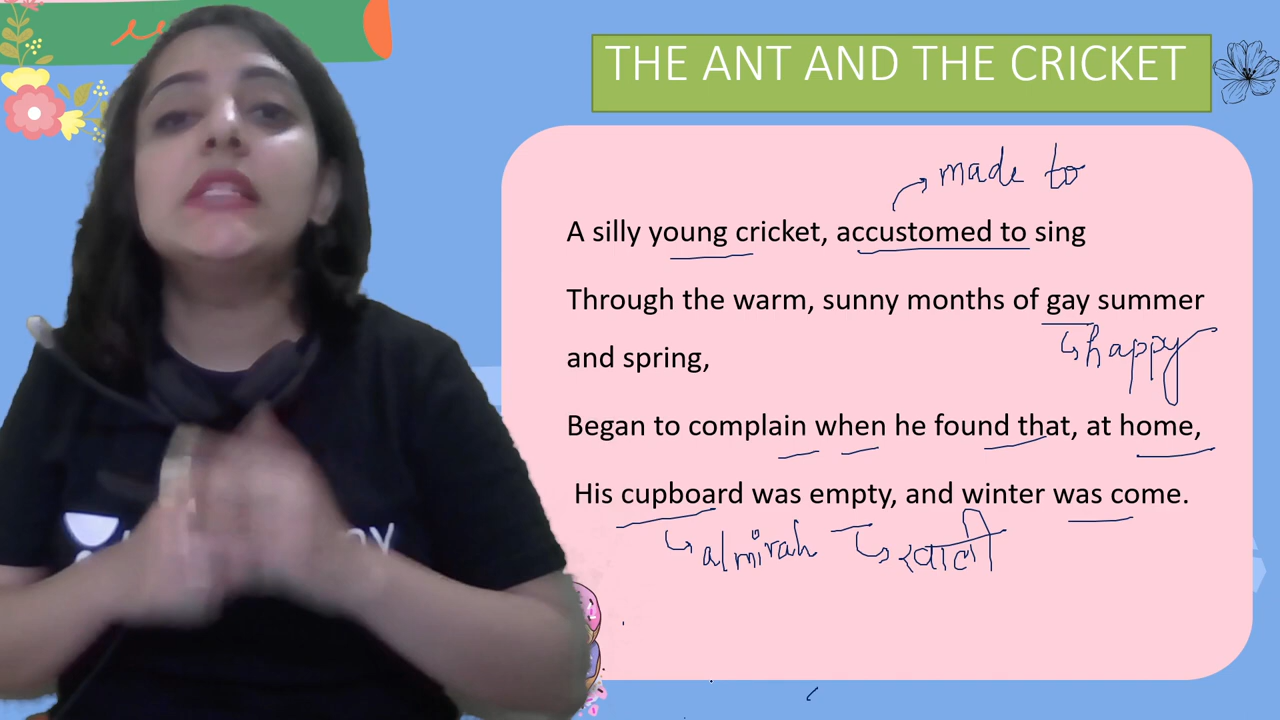 THE ANT AND THE CRICKET
made to
A silly young cricket, accustomed to sing
Through the warm, sunny months of gay summer
and spring,
happy
Began to complain when he found that, at home,
His cupboard was empty, and winter was come.
almirah खाली